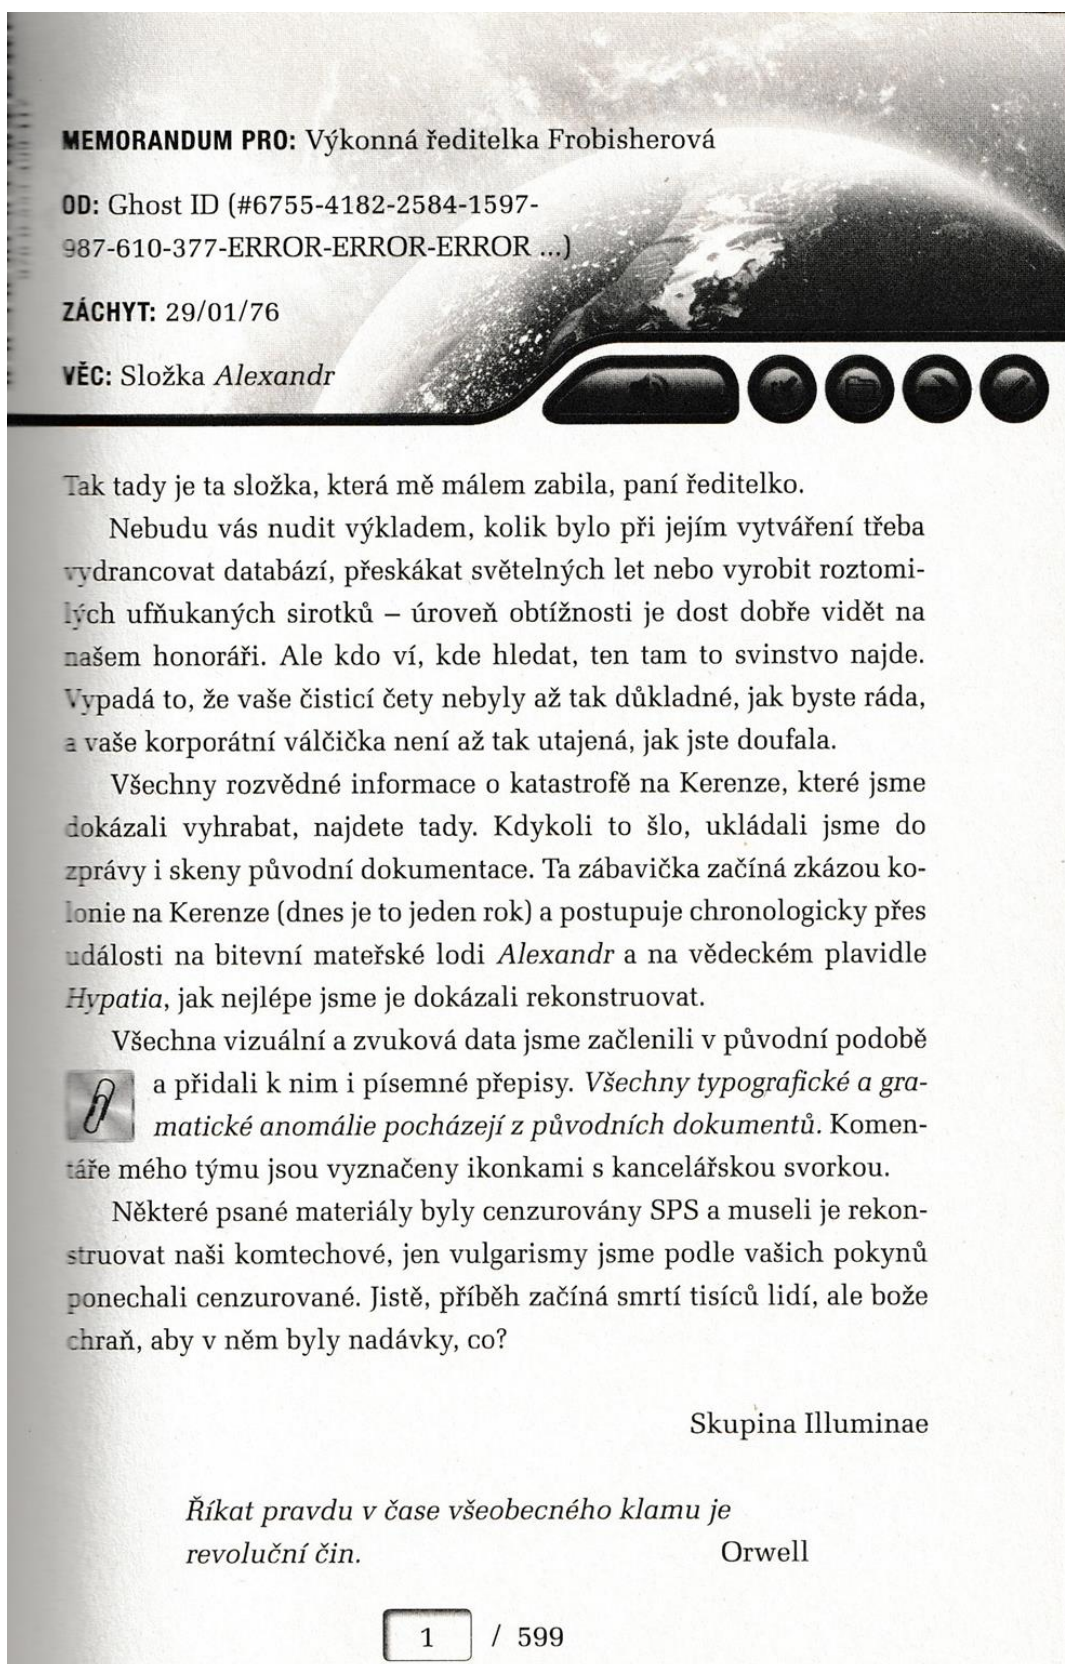 MEMORANDUM PRO: Výkonná ředitelka Frobisherová
OD: Ghost ID (#6755-4182-2584-1597-
987-610-377-ERROR-ERROR-ERROR ...)
ZÁCHYT: 29/01/76
VĚC: Složka Alexandr
Tak tady je ta složka, která mě málem zabila, paní ředitelko.
Nebudu vás nudit výkladem, kolik bylo při jejím vytváření třeba
vydrancovat databází, přeskákat světelných let nebo vyrobit roztomi-
lých ufňukaných sirotků – úroveň obtížnosti je dost dobře vidět na
našem honoráři. Ale kdo ví, kde hledat, ten tam to svinstvo najde.
Vypadá to, že vaše čisticí čety nebyly až tak důkladné, jak byste ráda,
a vaše korporátní válčička není až tak utajená, jak jste doufala.
Všechny rozvědné informace o katastrofě na Kerenze, které jsme
dokázali vyhrabat, najdete tady. Kdykoli to šlo, ukládali jsme do
zprávy i skeny původní dokumentace. Ta zábavička začíná zkázou ko-
lonie na Kerenze (dnes je to jeden rok) a postupuje chronologicky přes
události na bitevní mateřské lodi Alexandr a na vědeckém plavidle
Hypatia, jak nejlépe jsme je dokázali rekonstruovat.
Všechna vizuální a zvuková data jsme začlenili v původní podobě
a přidali k nim i písemné přepisy. Všechny typografické a gra-
matické anomálie pocházejí z původních dokumentů. Komen-
táře mého týmu jsou vyznačeny ikonkami s kancelářskou svorkou.
Některé psané materiály byly cenzurovány SPS a museli je rekon-
struovat naši komtechové, jen vulgarismy jsme podle vašich pokynů
ponechali cenzurované. Jistě, příběh začíná smrtí tisíců lidí, ale bože
chraň, aby v něm byly nadávky, co?
Skupina Illuminae
Říkat pravdu v čase všeobecného klamu je
revoluční čin. Orwell
1 / 599